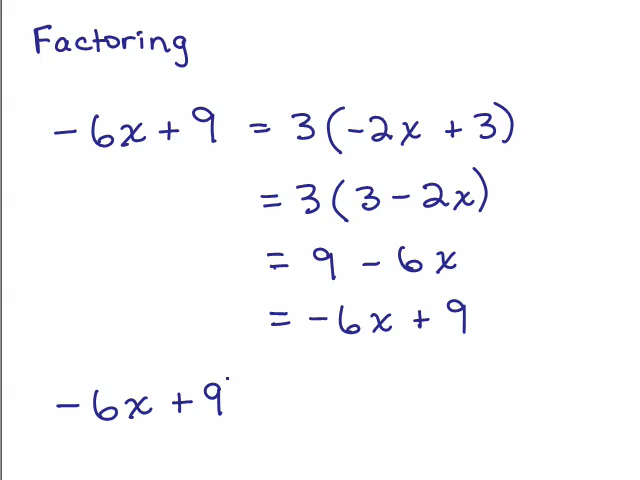 Factoring
-6x + 9 = 3(-2x + 3)
= 3(3 - 2x)
= 9 - 6x
= -6x + 9
-6x + 9